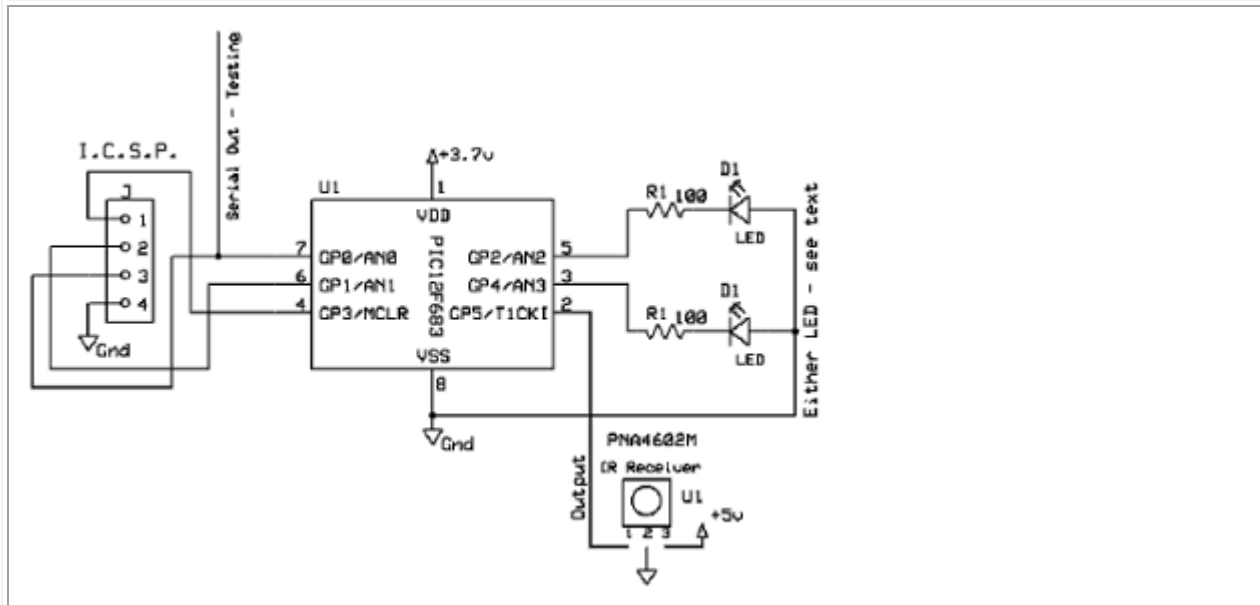 Serial Out - Testing
I.C.S.P.
J
1
2
3
4
Gnd
+3.7v
U1
1
VDD
PIC12F683
7
GP0/AN0
6
GP1/AN1
4
GP3/MCLR
GP2/AN2
5
GP4/AN3
3
GP5/T1CKI
2
VSS
8
Gnd
R1 100
D1
LED
R1 100
D1
LED
Either LED - see text
Output
PNA4602M
IR Receiver
U1
1 2 3
+5v